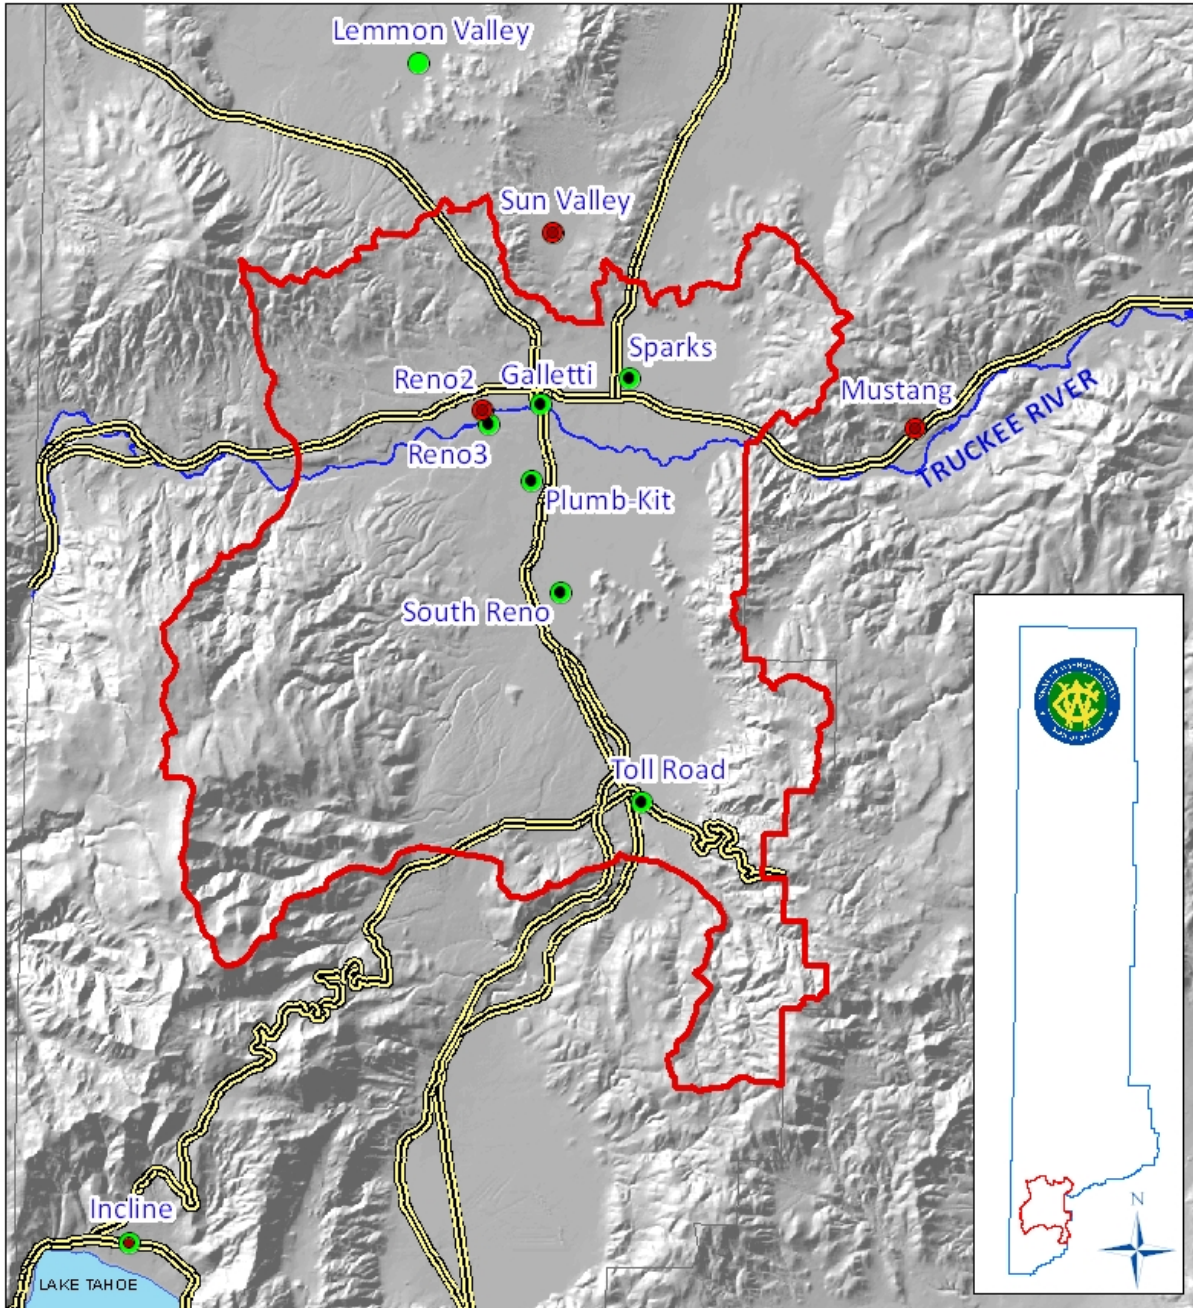 Lemmon Valley
Sun Valley
Sparks
Reno2
Galletti
Mustang
Reno3
TRUCKEE RIVER
Plumb-Kit
South Reno
Toll Road
N
Incline
LAKE TAHOE